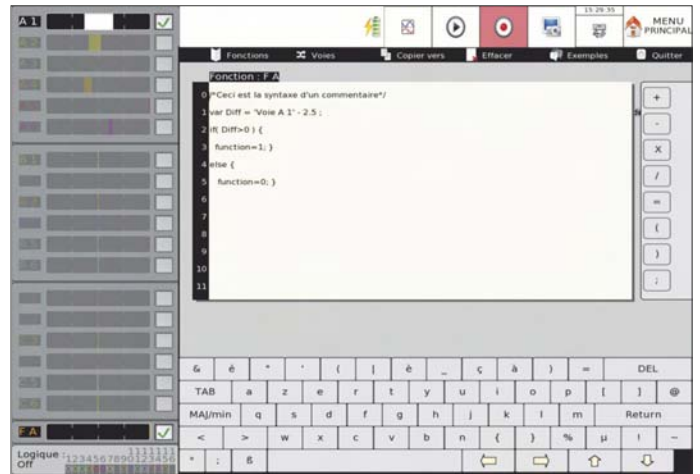 A 1
15:29:35
MENU
PRINCIPAL
Fonctions Voies Copier vers Effacer Exemples Quitter
Fonction : F A
0 /*Ceci est la syntaxe d'un commentaire*/
1 var Diff = 'Voie A 1' - 2.5 ;
2 if( Diff>0 ) {
3 function=1; }
4 else {
5 function=0; }
6
7
8
9
10
11
+
-
X
/
=
(
)
;
& é " ' ( | è _ ç à ) = DEL
TAB a z e r t y u i o p [ ] @
MAJ/min q s d f g h j k l m Return
F A
< > w x c v b n { } % µ ! -
Logique :
Off
1234567890123456
* ; ß